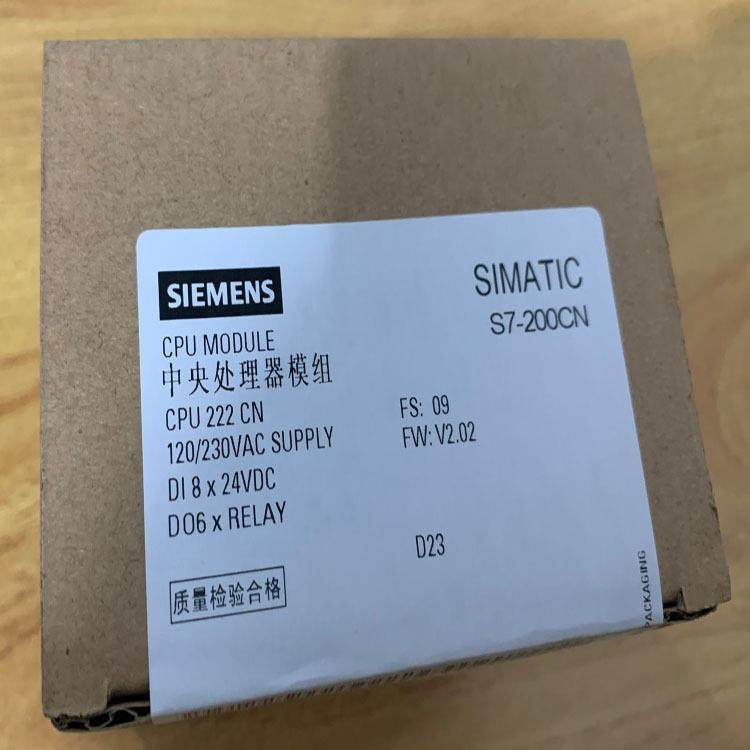 SIEMENS
SIMATIC
S7-200CN
CPU MODULE
中央处理器模组
CPU 222 CN
FS: 09
120/230VAC SUPPLY
FW: V2.02
DI 8 x 24VDC
DO6 x RELAY
D23
质量检验合格
PACKAGING